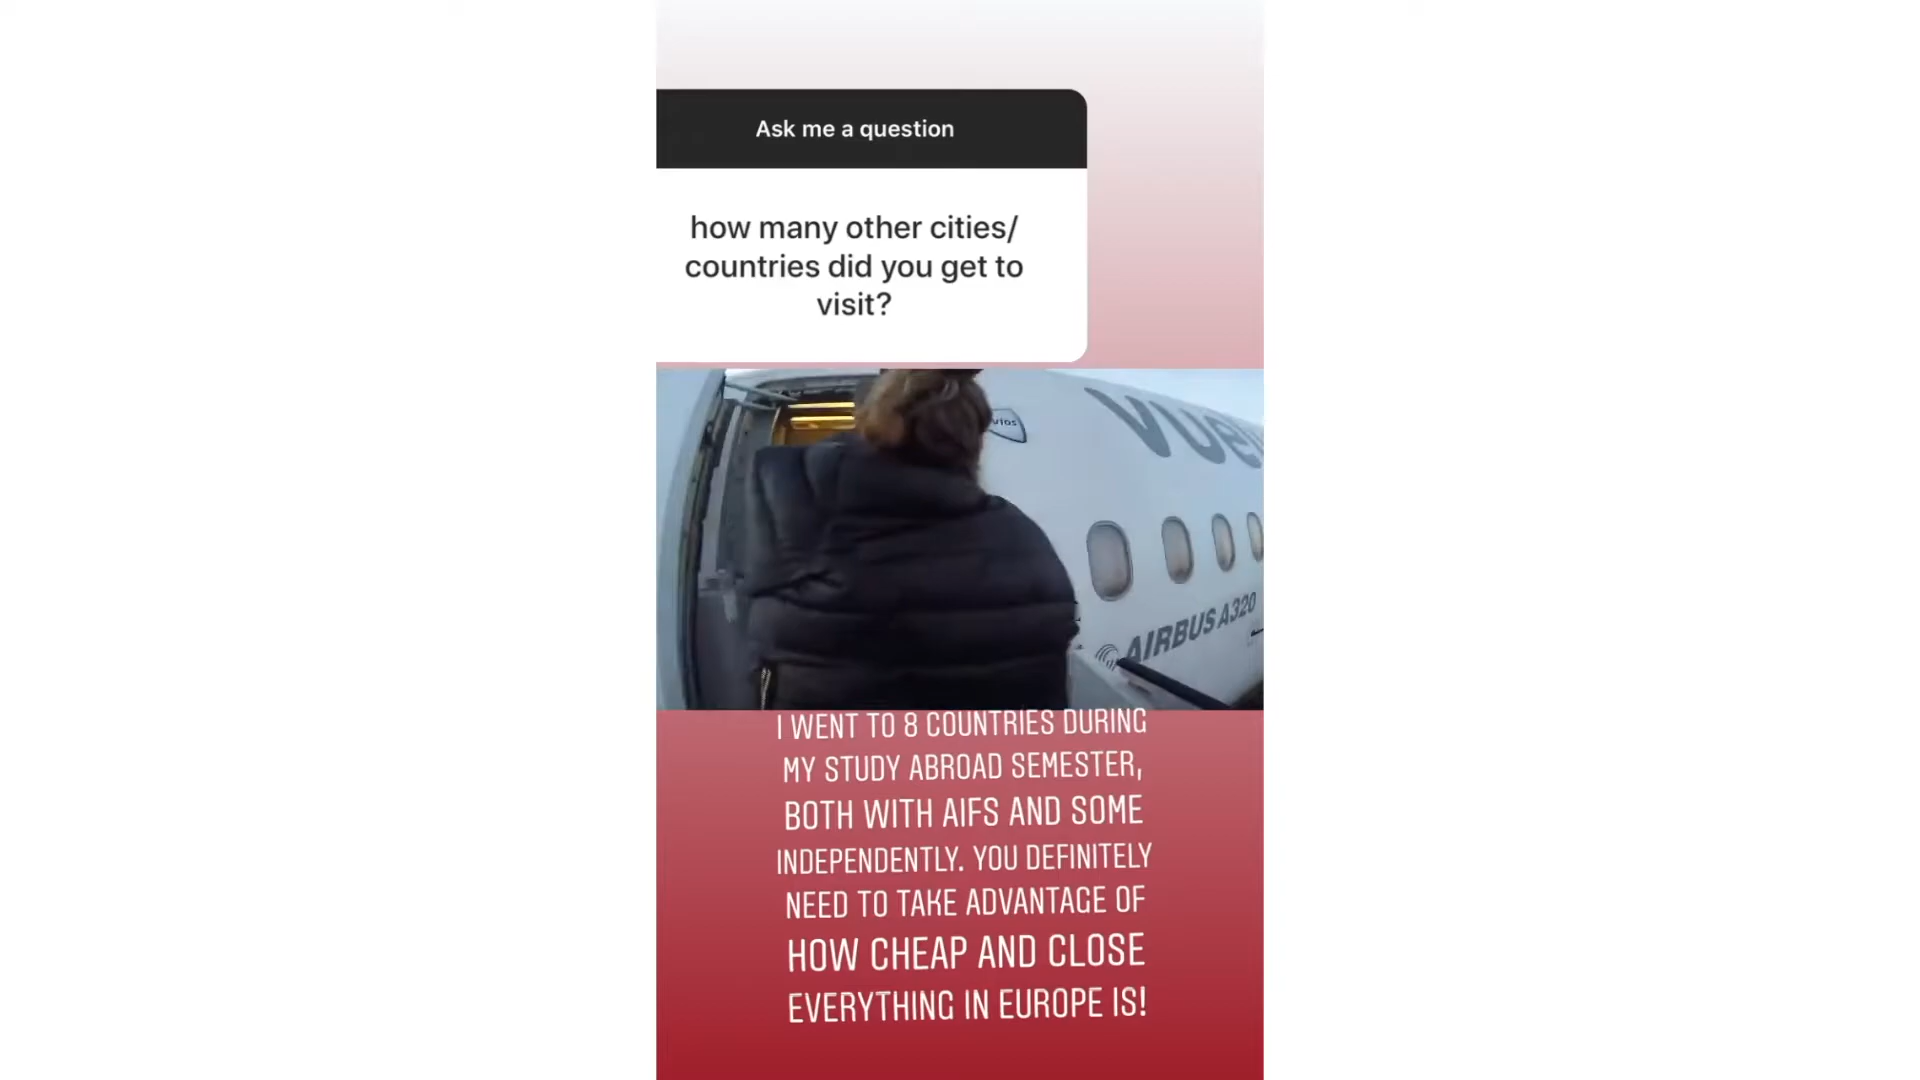 Ask me a question
how many other cities/
countries did you get to
visit?
VUEL
AIRBUS A320
I WENT TO 8 COUNTRIES DURING
MY STUDY ABROAD SEMESTER,
BOTH WITH AIFS AND SOME
INDEPENDENTLY. YOU DEFINITELY
NEED TO TAKE ADVANTAGE OF
HOW CHEAP AND CLOSE
EVERYTHING IN EUROPE IS!